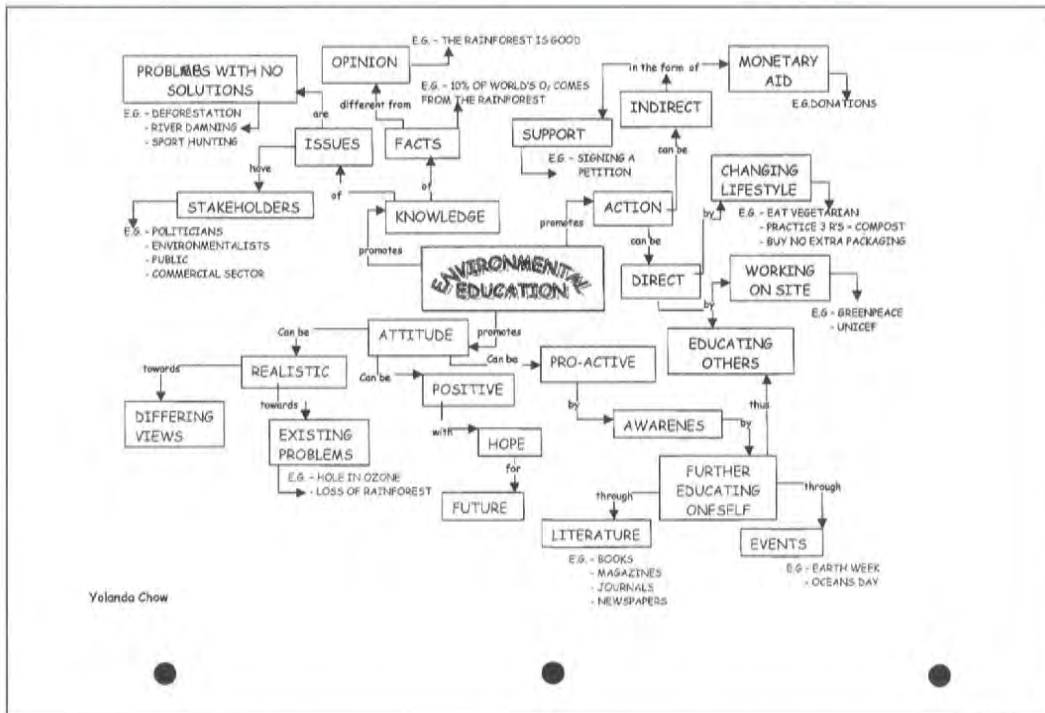 E.G. - THE RAINFOREST IS GOOD
OPINION
PROBLEMS WITH NO
SOLUTIONS
E.G. - DEFORESTATION
- RIVER DAMNING
- SPORT HUNTING
are
different from
E.G. - 10% OF WORLD'S O₂ COMES
FROM THE RAINFOREST
ISSUES
FACTS
have
of
of
STAKEHOLDERS
E.G. - POLITICIANS
- ENVIRONMENTALISTS
- PUBLIC
- COMMERCIAL SECTOR
KNOWLEDGE
promotes
ENVIRONMENTAL
EDUCATION
in the form of
MONETARY
AID
E.G.DONATIONS
INDIRECT
SUPPORT
E.G - SIGNING A
PETITION
can be
ACTION
promotes
can be
DIRECT
by
CHANGING
LIFESTYLE
E.G. - EAT VEGETARIAN
- PRACTICE 3 R'S + COMPOST
- BUY NO EXTRA PACKAGING
by
WORKING
ON SITE
E.G - GREENPEACE
- UNICEF
EDUCATING
OTHERS
promotes
ATTITUDE
Can be
REALISTIC
towards
DIFFERING
VIEWS
towards
EXISTING
PROBLEMS
E.G. - HOLE IN OZONE
- LOSS OF RAINFOREST
Can be
POSITIVE
with
HOPE
for
FUTURE
Can be
PRO-ACTIVE
by
AWARENES
by
thus
FURTHER
EDUCATING
ONESELF
through
LITERATURE
E.G. - BOOKS
- MAGAZINES
- JOURNALS
- NEWSPAPERS
through
EVENTS
E.G - EARTH WEEK
- OCEANS DAY
Yolanda Chow